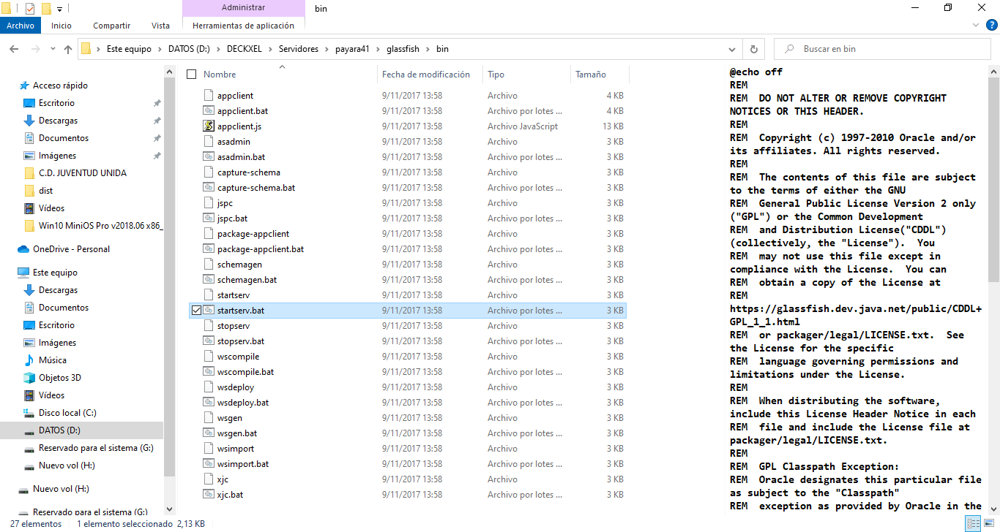 Administrar
bin
Archivo
Inicio
Compartir
Vista
Herramientas de aplicación
?
Este equipo > DATOS (D:) > DECKXEL > Servidores > payara41 > glassfish > bin
Buscar en bin
Acceso rápido
Escritorio
Descargas
Documentos
Imágenes
C.D. JUVENTUD UNIDA
dist
Vídeos
Win10 MiniOS Pro v2018.06 x86_
OneDrive - Personal
Este equipo
Descargas
Documentos
Escritorio
Imágenes
Música
Objetos 3D
Vídeos
Disco local (C:)
DATOS (D:)
Reservado para el sistema (G:)
Nuevo vol (H:)
Nuevo vol (H:)
Reservado para el sistema (G:)
Nombre Fecha de modificación Tipo Tamaño
appclient 9/11/2017 13:58 Archivo 4 KB
appclient.bat 9/11/2017 13:58 Archivo por lotes ... 4 KB
appclient.js 9/11/2017 13:58 Archivo JavaScript 13 KB
asadmin 9/11/2017 13:58 Archivo 3 KB
asadmin.bat 9/11/2017 13:58 Archivo por lotes ... 3 KB
capture-schema 9/11/2017 13:58 Archivo 3 KB
capture-schema.bat 9/11/2017 13:58 Archivo por lotes ... 3 KB
jspc 9/11/2017 13:58 Archivo 3 KB
jspc.bat 9/11/2017 13:58 Archivo por lotes ... 3 KB
package-appclient 9/11/2017 13:58 Archivo 3 KB
package-appclient.bat 9/11/2017 13:58 Archivo por lotes ... 3 KB
schemagen 9/11/2017 13:58 Archivo 3 KB
schemagen.bat 9/11/2017 13:58 Archivo por lotes ... 3 KB
startserv 9/11/2017 13:58 Archivo 3 KB
startserv.bat 9/11/2017 13:58 Archivo por lotes ... 3 KB
stopserv 9/11/2017 13:58 Archivo 3 KB
stopserv.bat 9/11/2017 13:58 Archivo por lotes ... 3 KB
wscompile 9/11/2017 13:58 Archivo 3 KB
wscompile.bat 9/11/2017 13:58 Archivo por lotes ... 3 KB
wsdeploy 9/11/2017 13:58 Archivo 3 KB
wsdeploy.bat 9/11/2017 13:58 Archivo por lotes ... 3 KB
wsgen 9/11/2017 13:58 Archivo 3 KB
wsgen.bat 9/11/2017 13:58 Archivo por lotes ... 3 KB
wsimport 9/11/2017 13:58 Archivo 3 KB
wsimport.bat 9/11/2017 13:58 Archivo por lotes ... 3 KB
xjc 9/11/2017 13:58 Archivo 3 KB
xjc.bat 9/11/2017 13:58 Archivo por lotes ... 3 KB
@echo off
REM
REM  DO NOT ALTER OR REMOVE COPYRIGHT
NOTICES OR THIS HEADER.
REM
REM  Copyright (c) 1997-2010 Oracle and/or
its affiliates. All rights reserved.
REM
REM  The contents of this file are subject
to the terms of either the GNU
REM  General Public License Version 2 only
("GPL") or the Common Development
REM  and Distribution License("CDDL")
(collectively, the "License").  You
REM  may not use this file except in
compliance with the License.  You can
REM  obtain a copy of the License at
REM
https://glassfish.dev.java.net/public/CDDL+
GPL_1_1.html
REM  or packager/legal/LICENSE.txt.  See
the License for the specific
REM  language governing permissions and
limitations under the License.
REM
REM  When distributing the software,
include this License Header Notice in each
REM  file and include the License file at
packager/legal/LICENSE.txt.
REM
REM  GPL Classpath Exception:
REM  Oracle designates this particular file
as subject to the "Classpath"
REM  exception as provided by Oracle in the
27 elementos
1 elemento seleccionado 2,13 KB